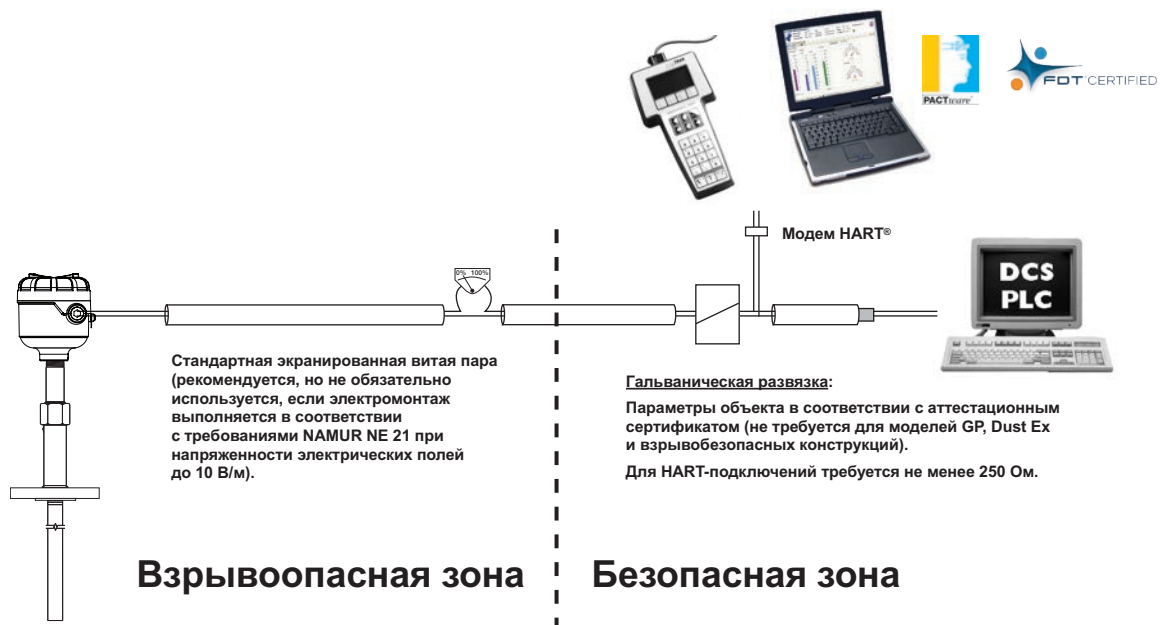 PACTware®
FDT CERTIFIED
Модем HART®
0% 100%
DCS
PLC
Стандартная экранированная витая пара
(рекомендуется, но не обязательно
используется, если электромонтаж
выполняется в соответствии
с требованиями NAMUR NE 21 при
напряженности электрических полей
до 10 В/м).
Гальваническая развязка:
Параметры объекта в соответствии с аттестационным
сертификатом (не требуется для моделей GP, Dust Ex
и взрывобезопасных конструкций).
Для HART-подключений требуется не менее 250 Ом.
Взрывоопасная зона
Безопасная зона